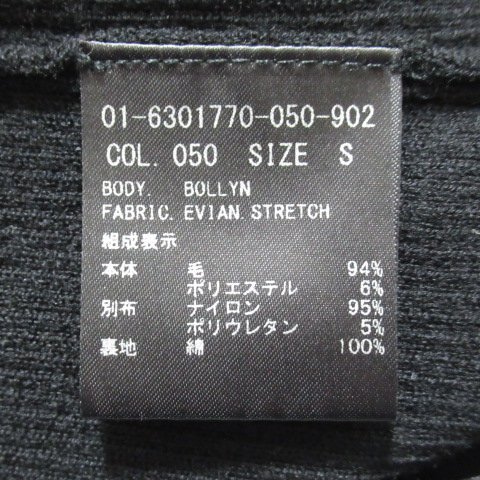 01-6301770-050-902
COL. 050 SIZE S
BODY. BOLLYN
FABRIC. EVIAN. STRETCH
組成表示
本体 毛 94%
ポリエステル 6%
別布 ナイロン 95%
ポリウレタン 5%
裏地 綿 100%